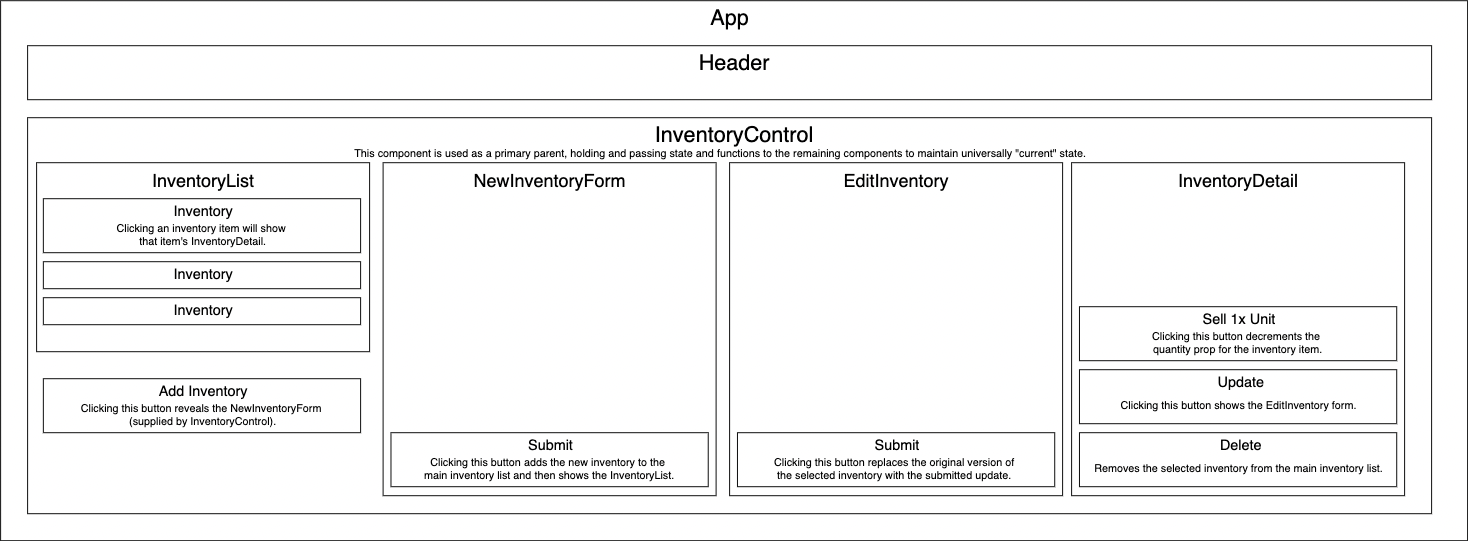 App
Header
InventoryControl
This component is used as a primary parent, holding and passing state and functions to the remaining components to maintain universally "current" state.
InventoryList
Inventory
Clicking an inventory item will show
that item's InventoryDetail.
Inventory
Inventory
Add Inventory
Clicking this button reveals the NewInventoryForm
(supplied by InventoryControl).
NewInventoryForm
Submit
Clicking this button adds the new inventory to the
main inventory list and then shows the InventoryList.
EditInventory
Submit
Clicking this button replaces the original version of
the selected inventory with the submitted update.
InventoryDetail
Sell 1x Unit
Clicking this button decrements the
quantity prop for the inventory item.
Update
Clicking this button shows the EditInventory form.
Delete
Removes the selected inventory from the main inventory list.